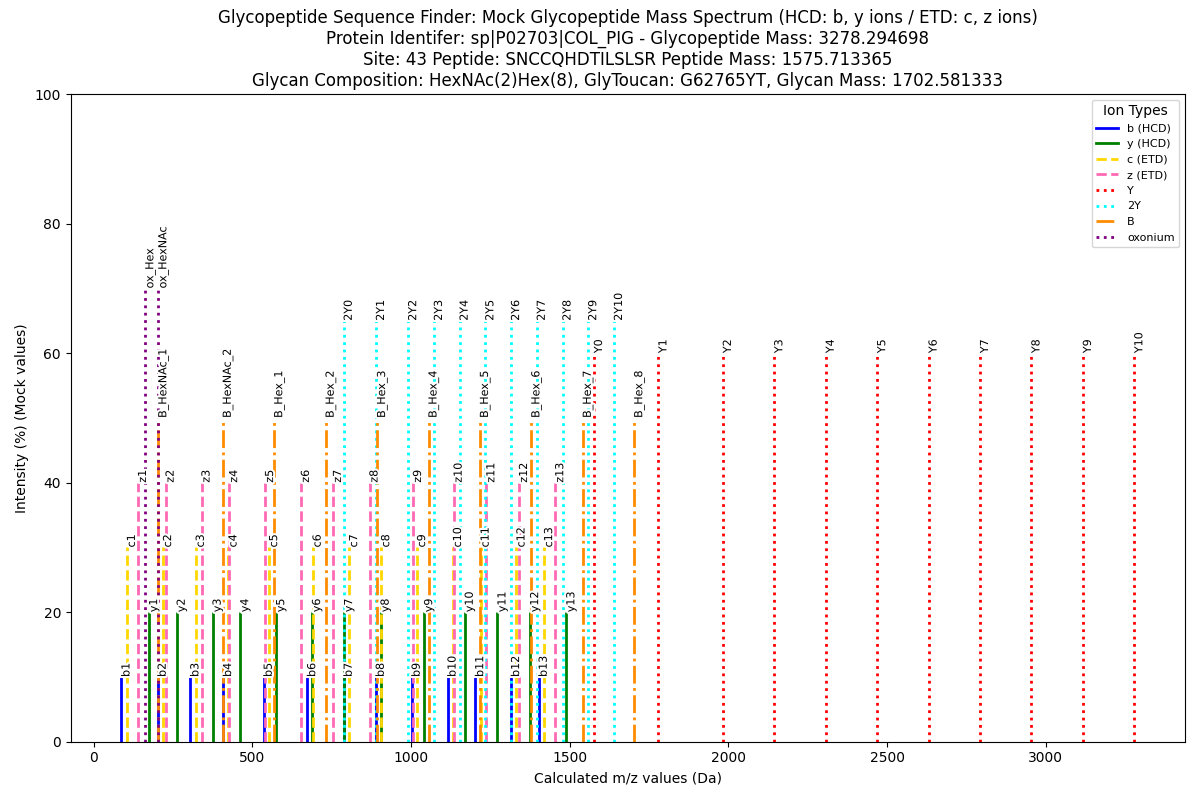 Glycopeptide Sequence Finder: Mock Glycopeptide Mass Spectrum (HCD: b, y ions / ETD: c, z ions)
Protein Identifer: sp|P02703|COL_PIG - Glycopeptide Mass: 3278.294698
Site: 43 Peptide: SNCCQHDTILSLSR Peptide Mass: 1575.713365
Glycan Composition: HexNAc(2)Hex(8), GlyToucan: G62765YT, Glycan Mass: 1702.581333
Intensity (%) (Mock values)
100
80
60
40
20
0
Ion Types
b (HCD)
y (HCD)
c (ETD)
z (ETD)
Y
2Y
B
oxonium
ox_Hex
ox_HexNAc
2Y0
2Y1
2Y2
2Y3
2Y4
2Y5
2Y6
2Y7
2Y8
2Y9
2Y10
Y0
Y1
Y2
Y3
Y4
Y5
Y6
Y7
Y8
Y9
Y10
B_HexNAc_1
B_HexNAc_2
B_Hex_1
B_Hex_2
B_Hex_3
B_Hex_4
B_Hex_5
B_Hex_6
B_Hex_7
B_Hex_8
z1
z2
z3
z4
z5
z6
z7
z8
z9
z10
z11
z12
z13
c1
c2
c3
c4
c5
c6
c7
c8
c9
c10
c11
c12
c13
y1
y2
y3
y4
y5
y6
y7
y8
y9
y10
y11
y12
y13
b1
b2
b3
b4
b5
b6
b7
b8
b9
b10
b11
b12
b13
0
500
1000
1500
2000
2500
3000
Calculated m/z values (Da)